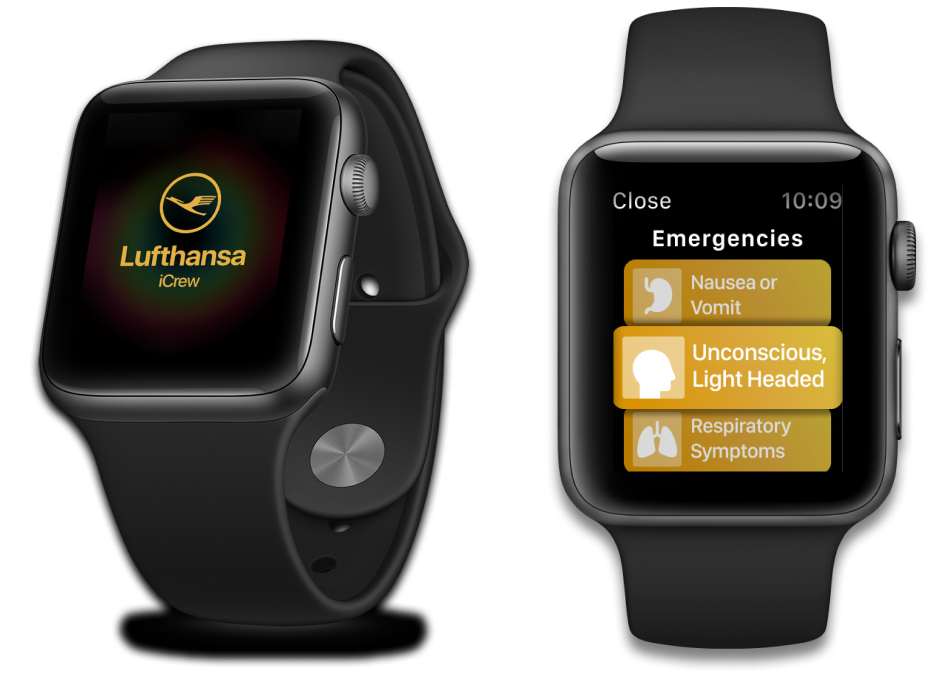 Lufthansa
iCrew
Close 10:09
Emergencies
Nausea or
Vomit
Unconscious,
Light Headed
Respiratory
Symptoms